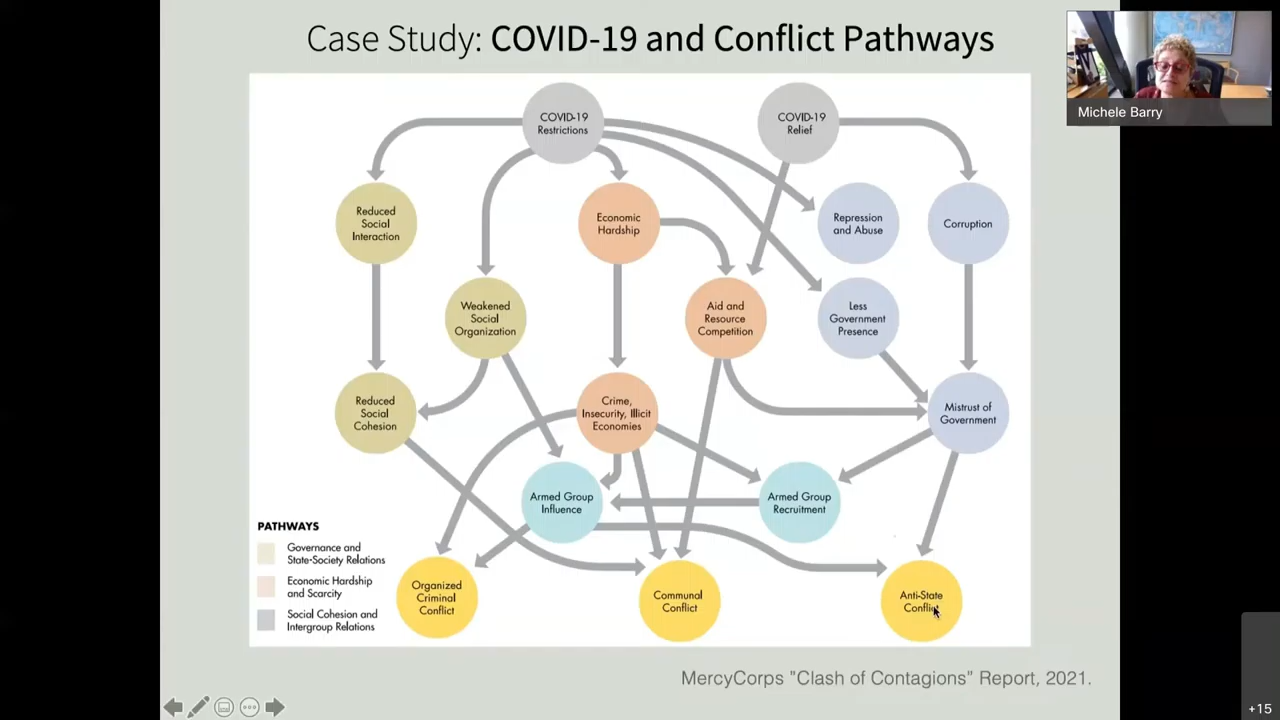 Case Study: COVID-19 and Conflict Pathways
Michele Barry
COVID-19
Restrictions
COVID-19
Relief
Reduced
Social
Interaction
Economic
Hardship
Repression
and Abuse
Corruption
Weakened
Social
Organization
Aid and
Resource
Competition
Less
Government
Presence
Reduced
Social
Cohesion
Crime,
Insecurity, Illicit
Economies
Mistrust of
Government
Armed Group
Influence
Armed Group
Recruitment
PATHWAYS
Governance and
State-Society Relations
Economic Hardship
and Scarcity
Social Cohesion and
Intergroup Relations
Organized
Criminal
Conflict
Communal
Conflict
Anti-State
Conflict
MercyCorps "Clash of Contagions" Report, 2021.
+15